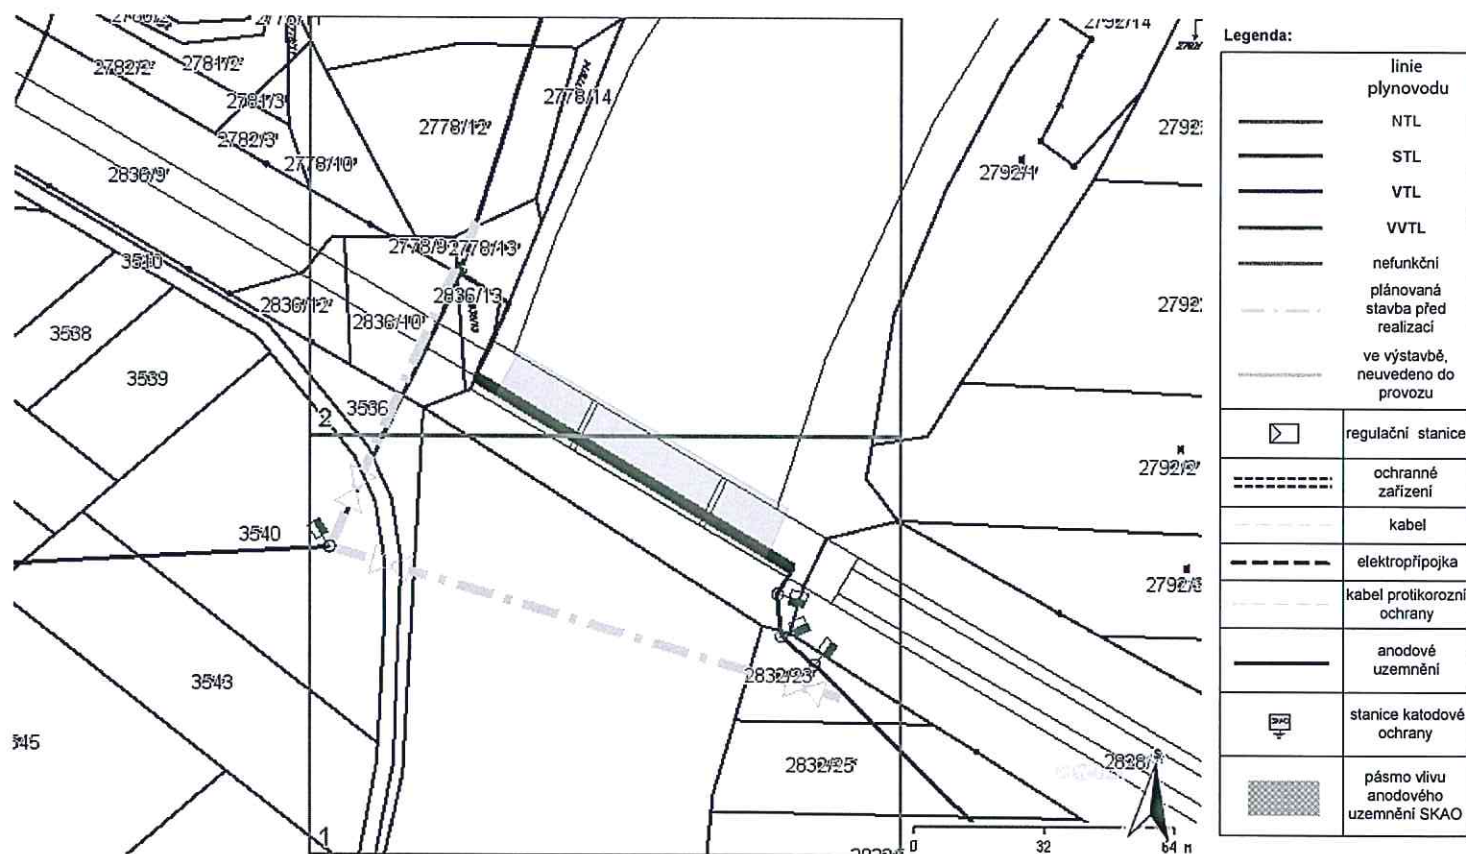 2792/14
Legenda:
linie
plynovodu
2782/2
2781/2
2781/3
2782/3
2778/14
2778/12
2778/10
NTL
STL
VTL
VVTL
2792/1
2836/9
nefunkční
2778/9
2778/13
3510
plánovaná
stavba před
realizací
2836/12
2836/13
2836/10
3538
3539
ve výstavbě,
neuvedeno do
provozu
3536
2
regulační stanice
2792/2
ochranné
zařízení
3540
kabel
elektropřípojka
2792/3
kabel protikorozní
ochrany
anodové
uzemnění
3543
2832/23
stanice katodové
ochrany
2832/25
pásmo vlivu
anodového
uzemnění SKAO
1
0
32
64 M